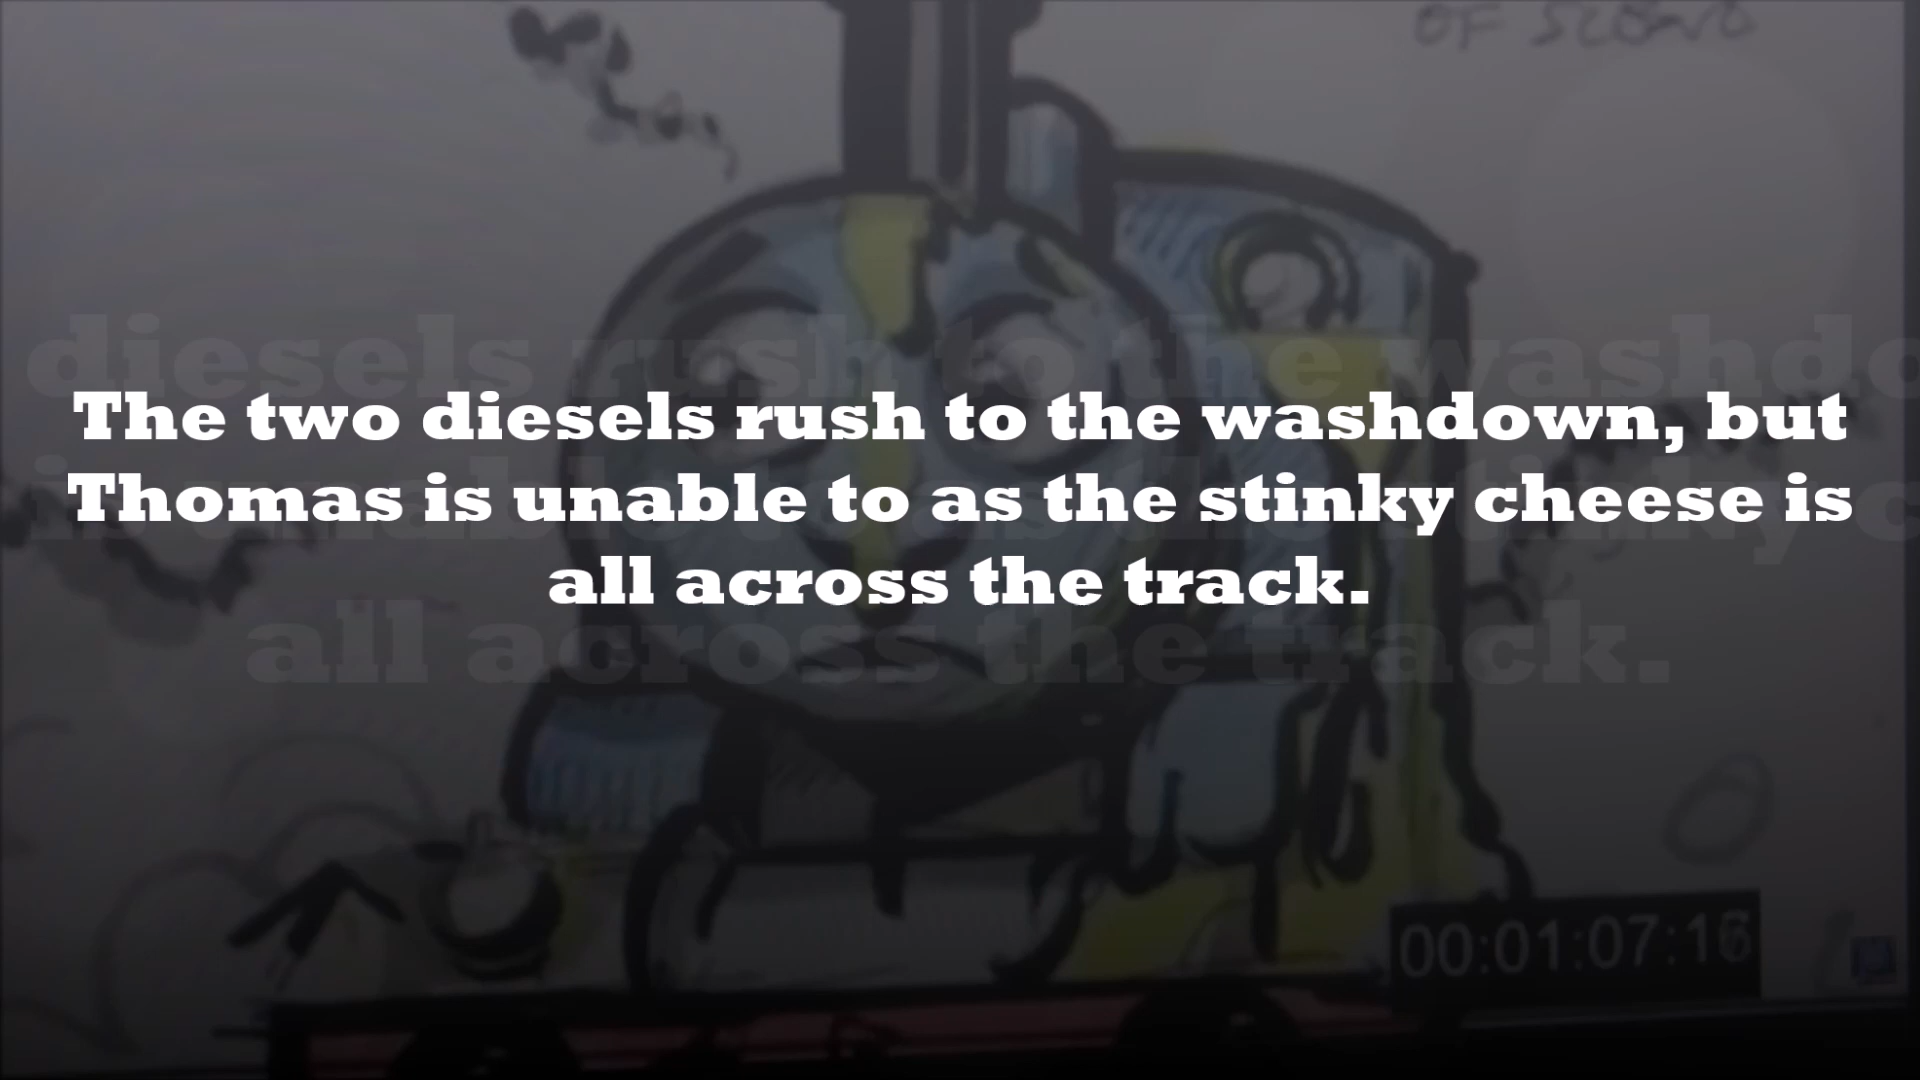 OF
The two diesels rush to the washdown, but
Thomas is unable to as the stinky cheese is
all across the track.
00:01:07:16